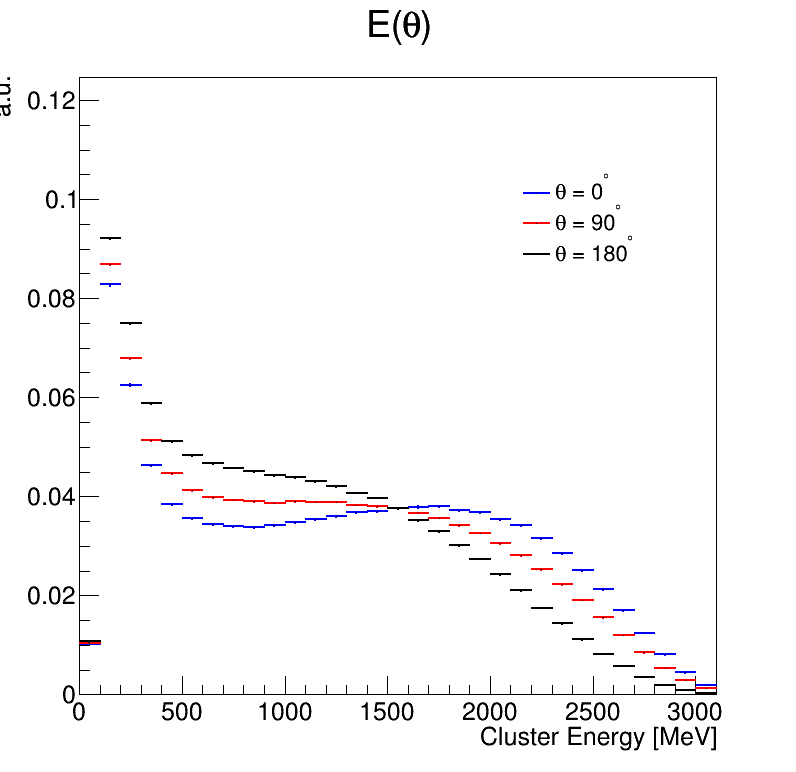 E(θ)
a.u.
0.12
0.1
0.08
0.06
0.04
0.02
0
θ = 0°
θ = 90°
θ = 180°
0 500 1000 1500 2000 2500 3000
Cluster Energy [MeV]